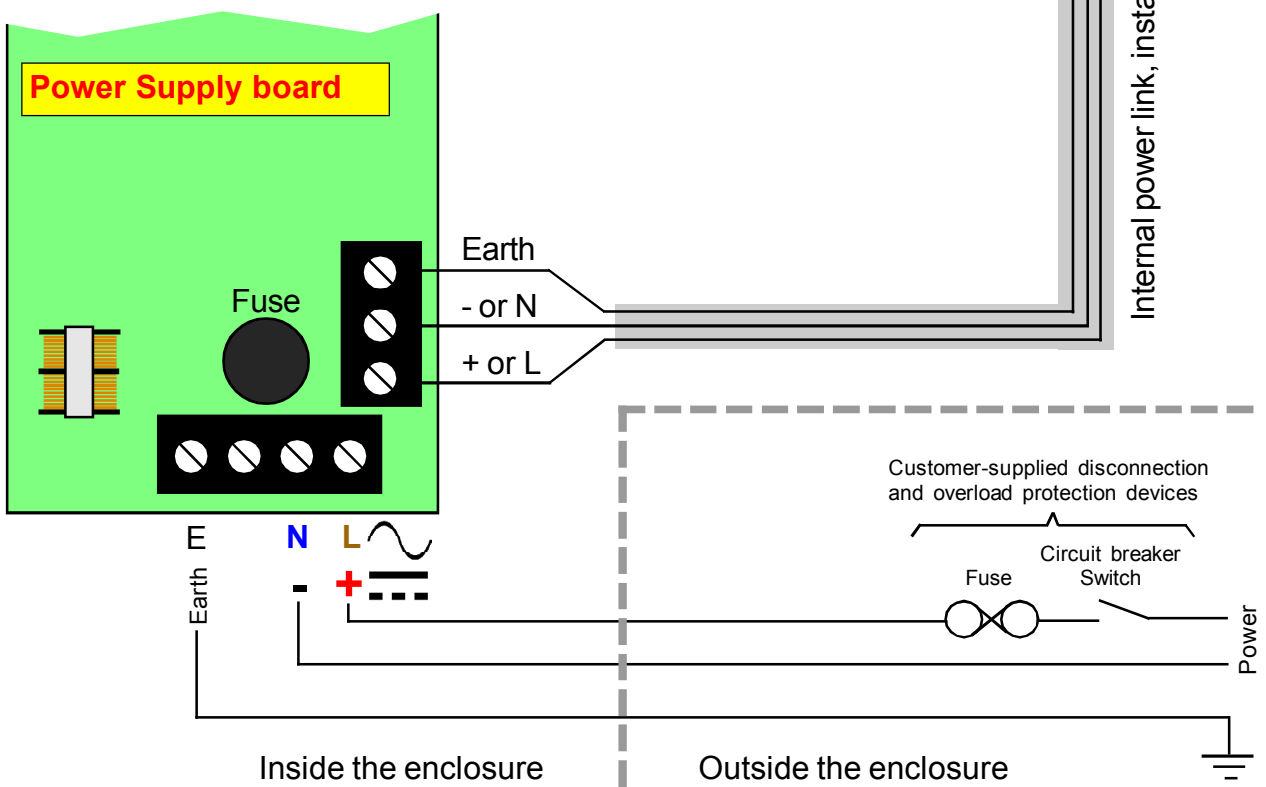 Power Supply board
Internal power link,
Earth
- or N
+ or L
Fuse
Customer-supplied disconnection
and overload protection devices
Circuit breaker
Switch
Fuse
E
N
L
-
+
Earth
Power
Inside the enclosure
Outside the enclosure